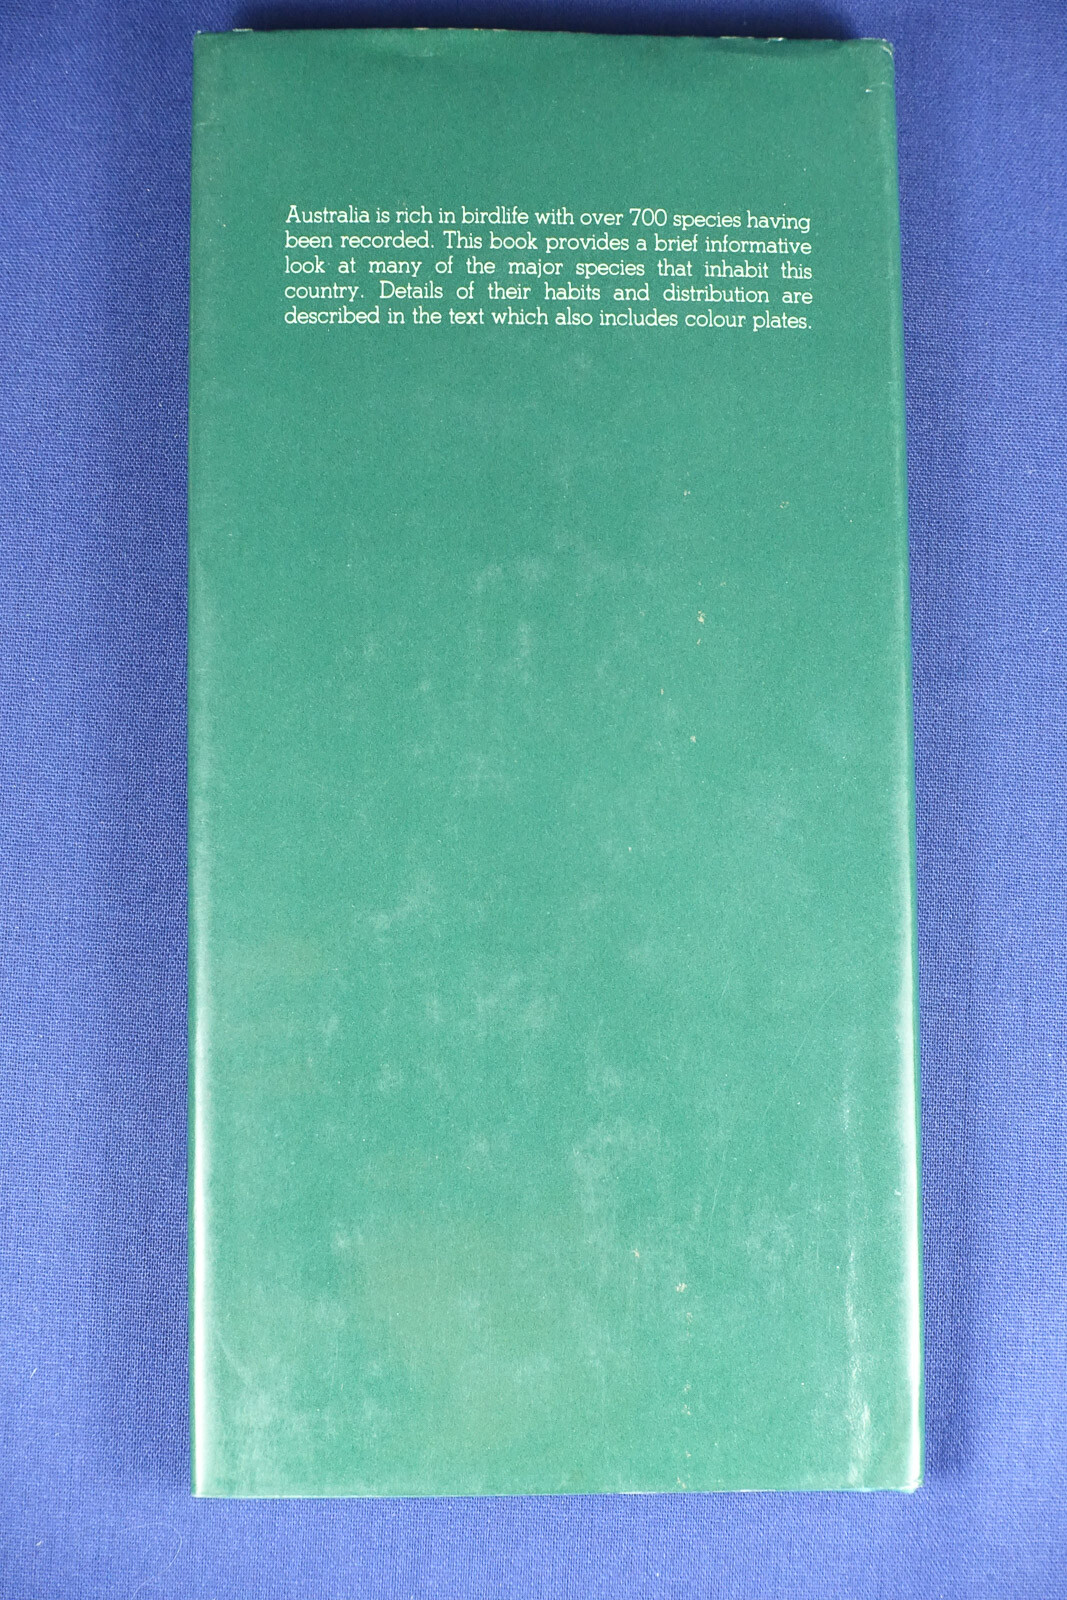 Australia is rich in birdlife with over 700 species having
been recorded. This book provides a brief informative
look at many of the major species that inhabit this
country. Details of their habits and distribution are
described in the text which also includes colour plates.